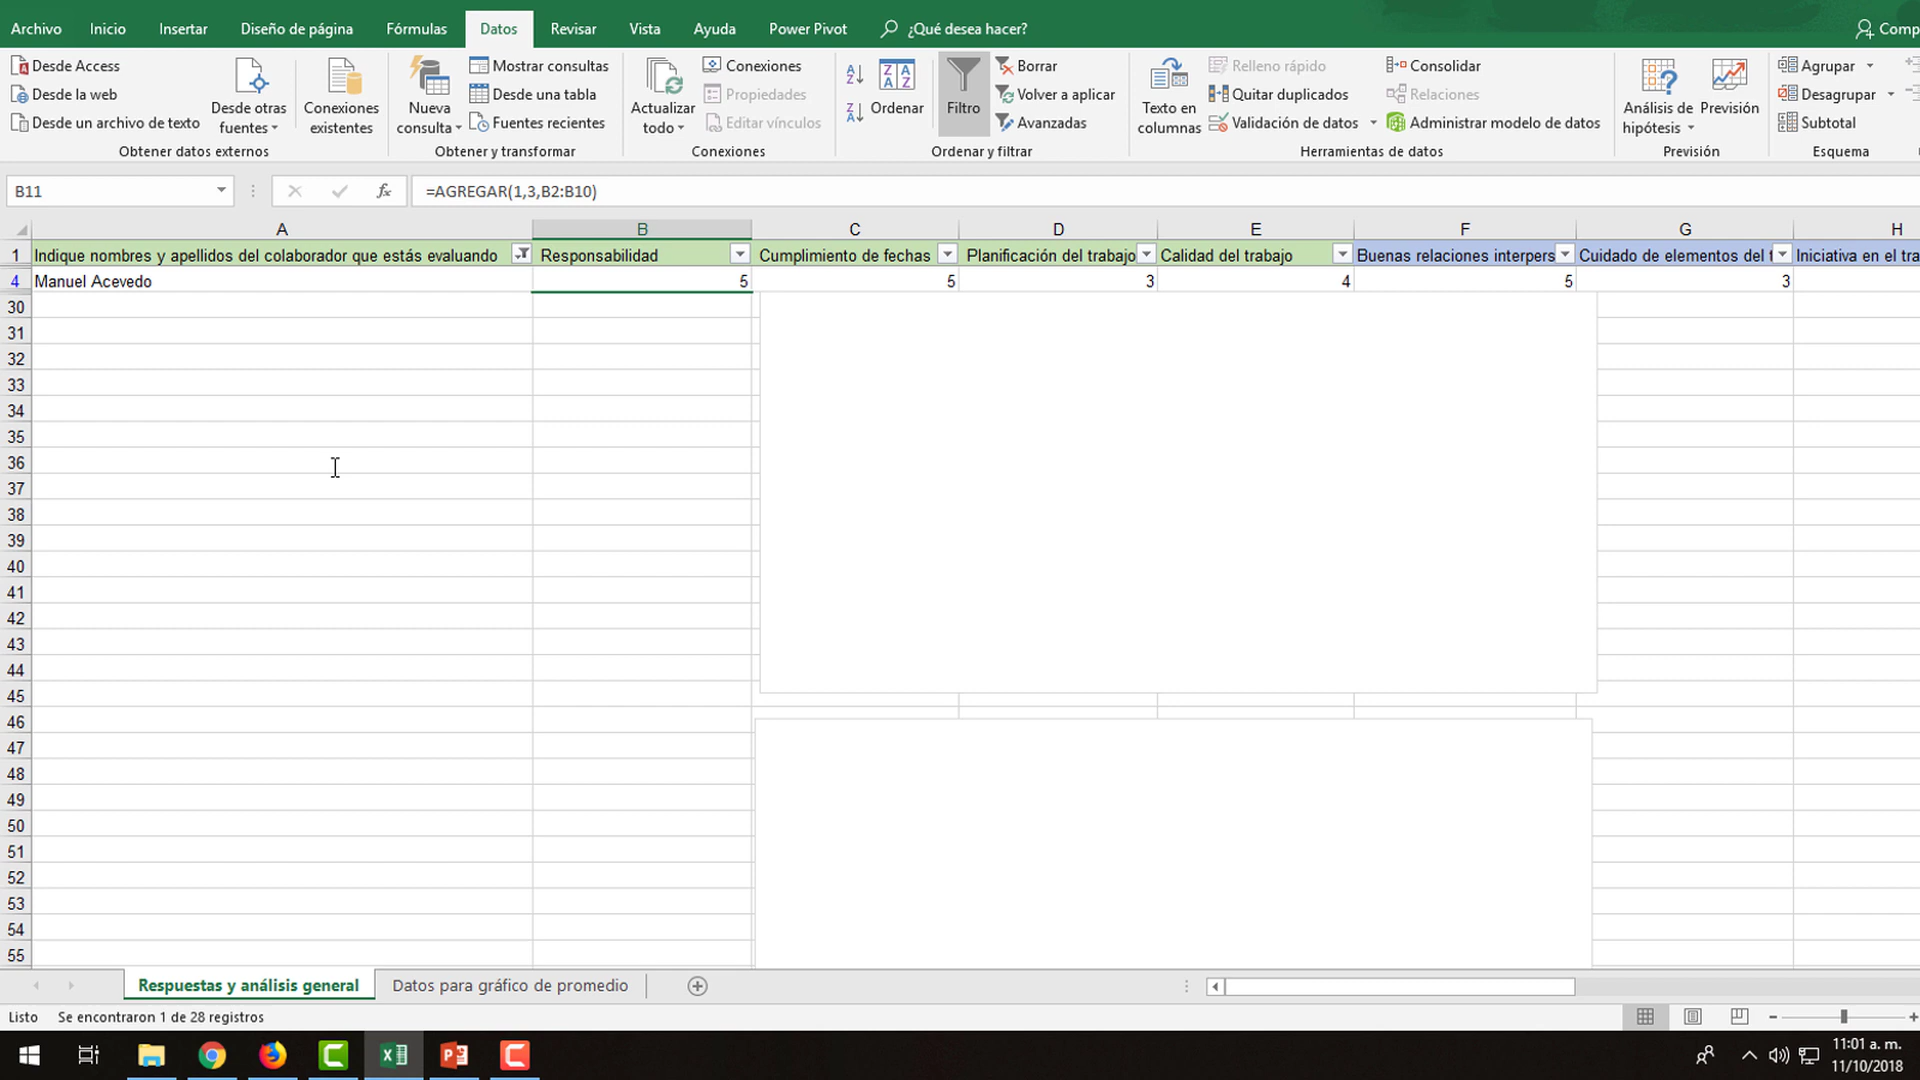 Archivo Inicio Insertar Diseño de página Fórmulas Datos Revisar Vista Ayuda Power Pivot ¿Qué desea hacer? Comp
Desde Access
Desde la web
Desde un archivo de texto
Desde otras
fuentes
Conexiones
existentes
Obtener datos externos
Nueva
consulta
Mostrar consultas
Desde una tabla
Fuentes recientes
Obtener y transformar
Actualizar
todo
Conexiones
Propiedades
Editar vínculos
Conexiones
Ordenar
Filtro
Borrar
Volver a aplicar
Avanzadas
Ordenar y filtrar
Texto en
columnas
Relleno rápido
Quitar duplicados
Validación de datos
Consolidar
Relaciones
Administrar modelo de datos
Herramientas de datos
Análisis de
hipótesis
Previsión
Previsión
Agrupar
Desagrupar
Subtotal
Esquema
B11 fx =AGREGAR(1,3,B2:B10)
A B C D E F G H
1 Indique nombres y apellidos del colaborador que estás evaluando Responsabilidad Cumplimiento de fechas Planificación del trabajo Calidad del trabajo Buenas relaciones interpers Cuidado de elementos del t Iniciativa en el tra
4 Manuel Acevedo 5 5 3 4 5 3
30
31
32
33
34
35
36
37
38
39
40
41
42
43
44
45
46
47
48
49
50
51
52
53
54
55
Respuestas y análisis general Datos para gráfico de promedio
Listo Se encontraron 1 de 28 registros
11:01 a. m.
11/10/2018